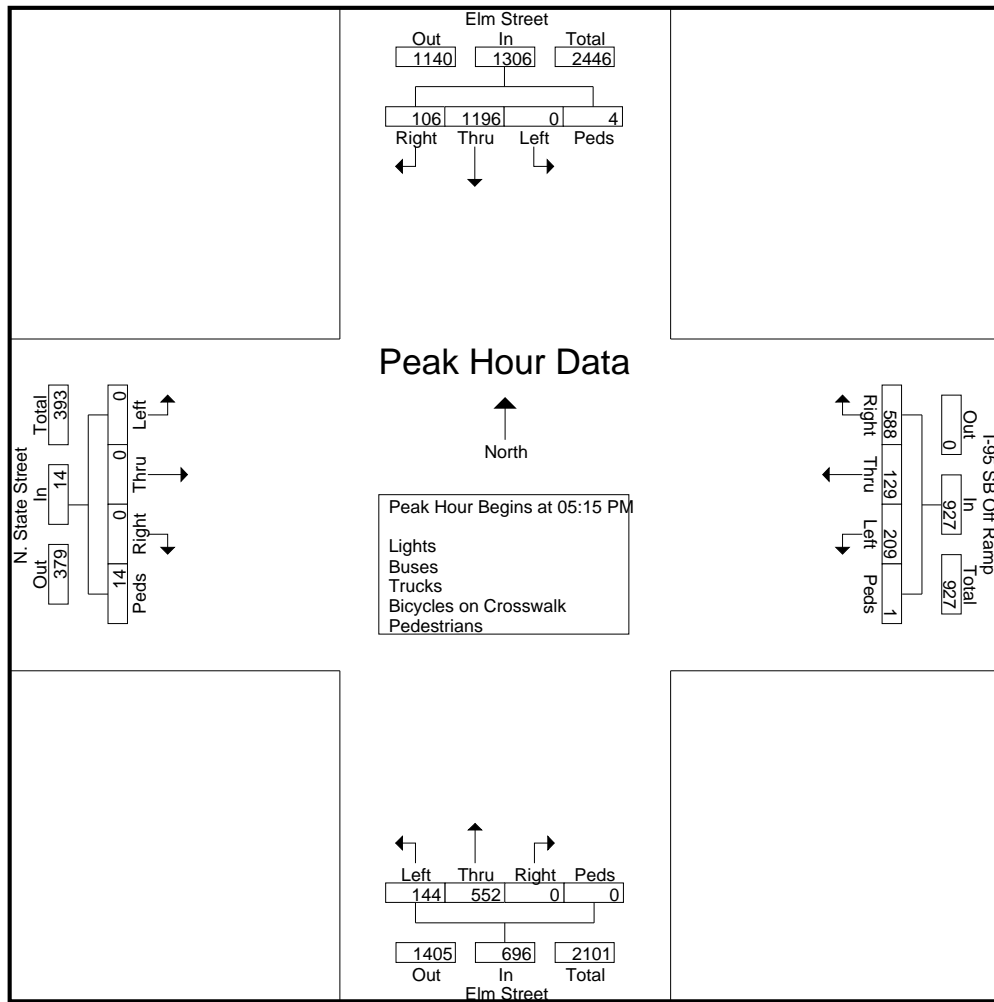 Elm Street
Out In Total
1140 1306 2446
106 1196 0 4
Right Thru Left Peds
Peak Hour Data
North
Peak Hour Begins at 05:15 PM
Lights
Buses
Trucks
Bicycles on Crosswalk
Pedestrians
N. State Street
Out In Total
379 14 393
14 0 0 0
Peds Right Thru Left
I-95 SB Off Ramp
Out In Total
0 927 927
588 129 209 1
Right Thru Left Peds
Left Thru Right Peds
144 552 0 0
1405 696 2101
Out In Total
Elm Street